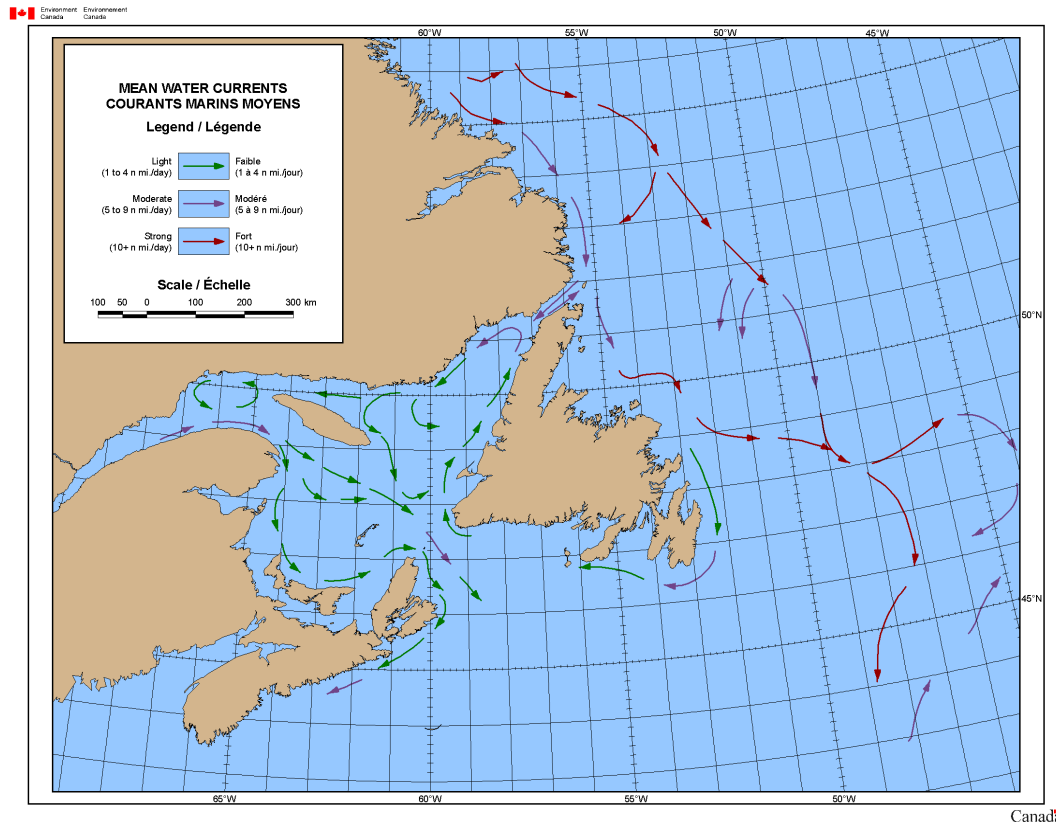 Environment Environnement
Canada Canada
60°W 55°W 50°W 45°W
MEAN WATER CURRENTS
COURANTS MARINS MOYENS
Legend / Légende
Light Faible
(1 to 4 n mi./day) (1 à 4 n mi./jour)
Moderate Modéré
(5 to 9 n mi./day) (5 à 9 n mi./jour)
Strong Fort
(10+ n mi./day) (10+ n mi./jour)
Scale / Échelle
100 50 0 100 200 300 km
50°N
45°N
65°W 60°W 55°W 50°W
Canada